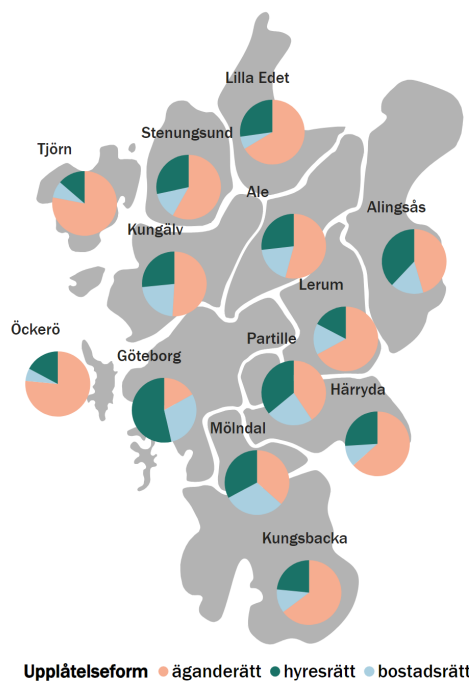 Lilla Edet
Stenungsund
Tjörn
Ale
Alingsås
Kungälv
Lerum
Öckerö
Göteborg
Partille
Härryda
Mölndal
Kungsbacka
Upplåtelseform äganderätt hyresrätt bostadsrätt